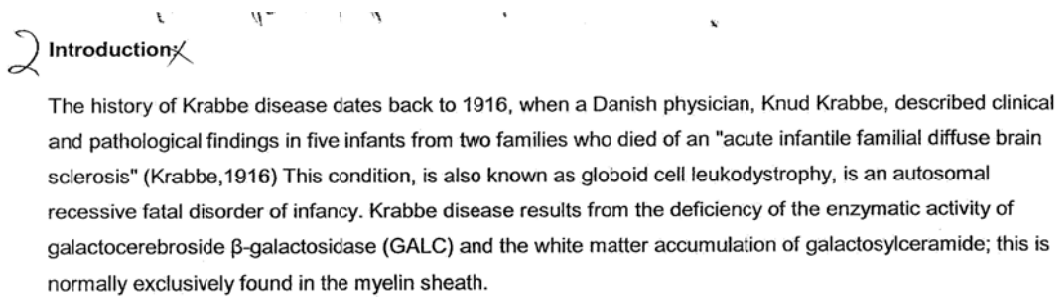 2 Introduction:
The history of Krabbe disease dates back to 1916, when a Danish physician, Knud Krabbe, described clinical
and pathological findings in five infants from two families who died of an "acute infantile familial diffuse brain
sclerosis" (Krabbe,1916) This condition, is also known as globoid cell leukodystrophy, is an autosomal
recessive fatal disorder of infancy. Krabbe disease results from the deficiency of the enzymatic activity of
galactocerebroside β-galactosidase (GALC) and the white matter accumulation of galactosylceramide; this is
normally exclusively found in the myelin sheath.